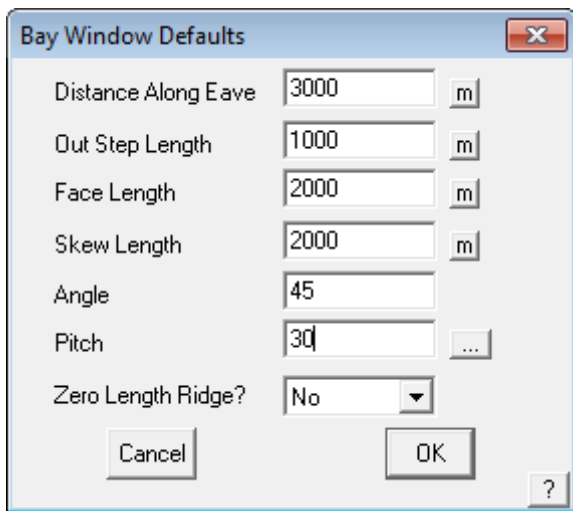 Bay Window Defaults
Distance Along Eave 3000 m
Out Step Length 1000 m
Face Length 2000 m
Skew Length 2000 m
Angle 45
Pitch 30 ...
Zero Length Ridge? No
Cancel OK
?